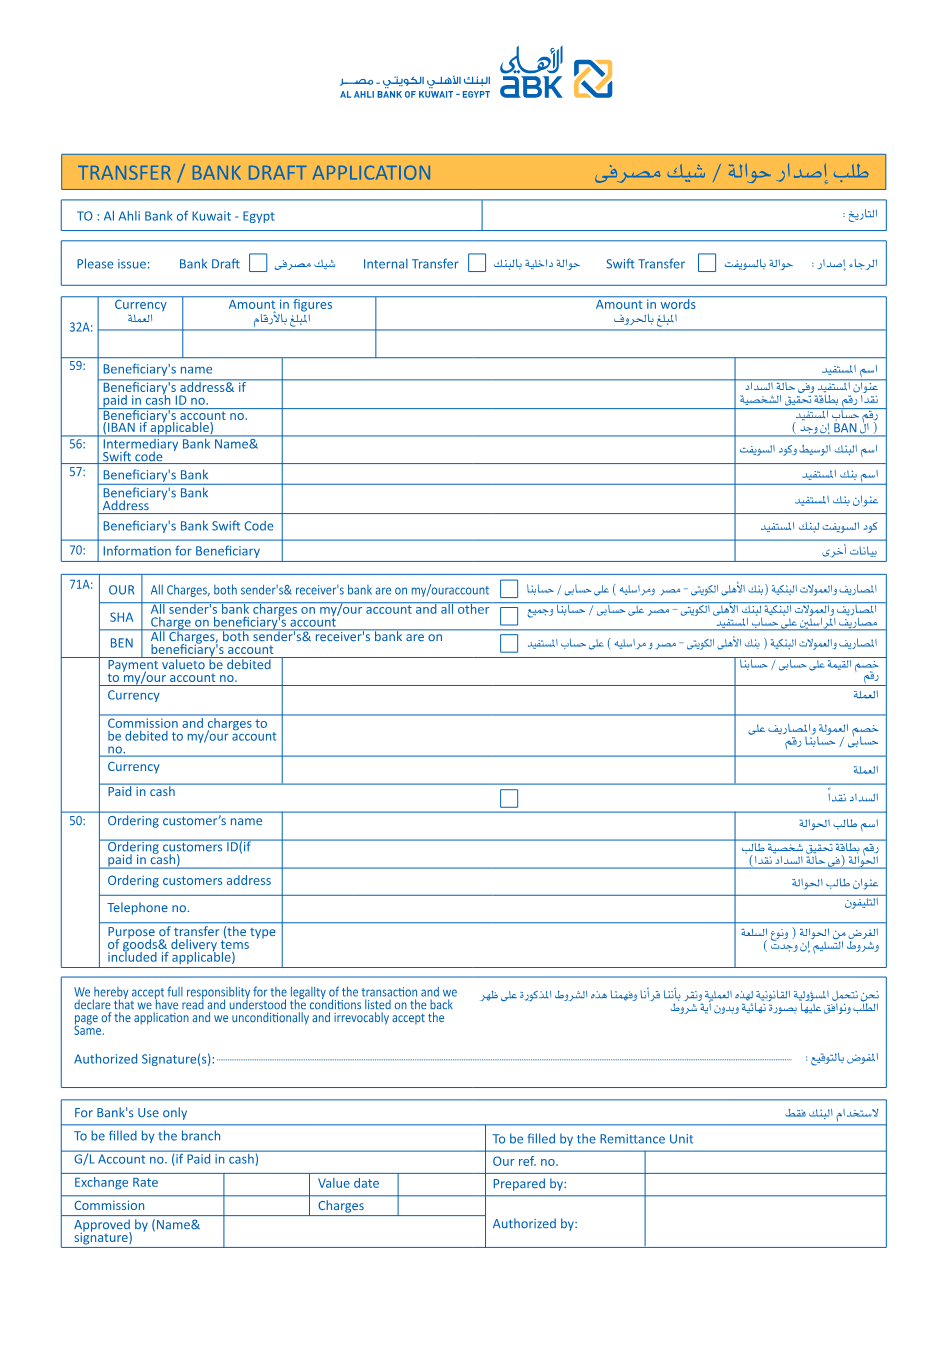 الأهلي
البنك الأهلي الكويتي - مصر
abk
AL AHLI BANK OF KUWAIT - EGYPT
TRANSFER / BANK DRAFT APPLICATION
طلب إصدار حوالة / شيك مصرفى
TO : Al Ahli Bank of Kuwait - Egypt
التاريخ :
Please issue: Bank Draft شيك مصرفى Internal Transfer حوالة داخلية بالبنك Swift Transfer حوالة بالسويفت الرجاء إصدار :
32A:
Currency
العملة
Amount in figures
المبلغ بالأرقام
Amount in words
المبلغ بالحروف
59:
Beneficiary's name
اسم المستفيد
Beneficiary's address& if
paid in cash ID no.
عنوان المستفيد وفى حالة السداد
نقدا رقم بطاقة تحقيق الشخصية
Beneficiary's account no.
(IBAN if applicable)
رقم حساب المستفيد
( ال BAN إن وجد )
56:
Intermediary Bank Name&
Swift code
اسم البنك الوسيط وكود السويفت
57:
Beneficiary's Bank
اسم بنك المستفيد
Beneficiary's Bank
Address
عنوان بنك المستفيد
Beneficiary's Bank Swift Code
كود السويفت لبنك المستفيد
70:
Information for Beneficiary
بيانات أخرى
71A:
OUR
All Charges, both sender's& receiver's bank are on my/ouraccount
المصاريف والعمولات البنكية (بنك الأهلى الكويتى - مصر ومراسليه ) على حسابى / حسابنا
SHA
All sender's bank charges on my/our account and all other
Charge on beneficiary's account
المصاريف والعمولات البنكية لبنك الأهلى الكويتى - مصر على حسابى / حسابنا وجميع
مصاريف المراسلين على حساب المستفيد
BEN
All Charges, both sender's& receiver's bank are on
beneficiary's account
المصاريف والعمولات البنكية ( بنك الأهلى الكويتى - مصر و مراسليه ) على حساب المستفيد
Payment valueto be debited
to my/our account no.
خصم القيمة على حسابى / حسابنا
رقم
Currency
العملة
Commission and charges to
be debited to my/our account
no.
خصم العمولة والمصاريف على
حسابى / حسابنا رقم
Currency
العملة
Paid in cash
السداد نقداً
50:
Ordering customer's name
اسم طالب الحوالة
Ordering customers ID(if
paid in cash)
رقم بطاقة تحقيق شخصية طالب
الحوالة (فى حالة السداد نقدا)
Ordering customers address
عنوان طالب الحوالة
Telephone no.
التليفون
Purpose of transfer (the type
of goods& delivery tems
included if applicable)
الغرض من الحوالة ( ونوع السلعة
وشروط التسليم إن وجدت )
We hereby accept full responsiblity for the legallty of the transaction and we
declare that we have read and understood the conditions listed on the back
page of the application and we unconditionally and irrevocably accept the
Same.
نحن نتحمل المسؤولية القانونية لهذه العملية ونقر بأننا قرأنا وفهمنا هذه الشروط المذكورة على ظهر
الطلب ونوافق عليها بصورة نهائية وبدون أية شروط
Authorized Signature(s):
المفوض بالتوقيع :
For Bank's Use only
لاستخدام البنك فقط
To be filled by the branch
To be filled by the Remittance Unit
G/L Account no. (if Paid in cash)
Our ref. no.
Exchange Rate
Value date
Prepared by:
Commission
Charges
Approved by (Name&
signature)
Authorized by: